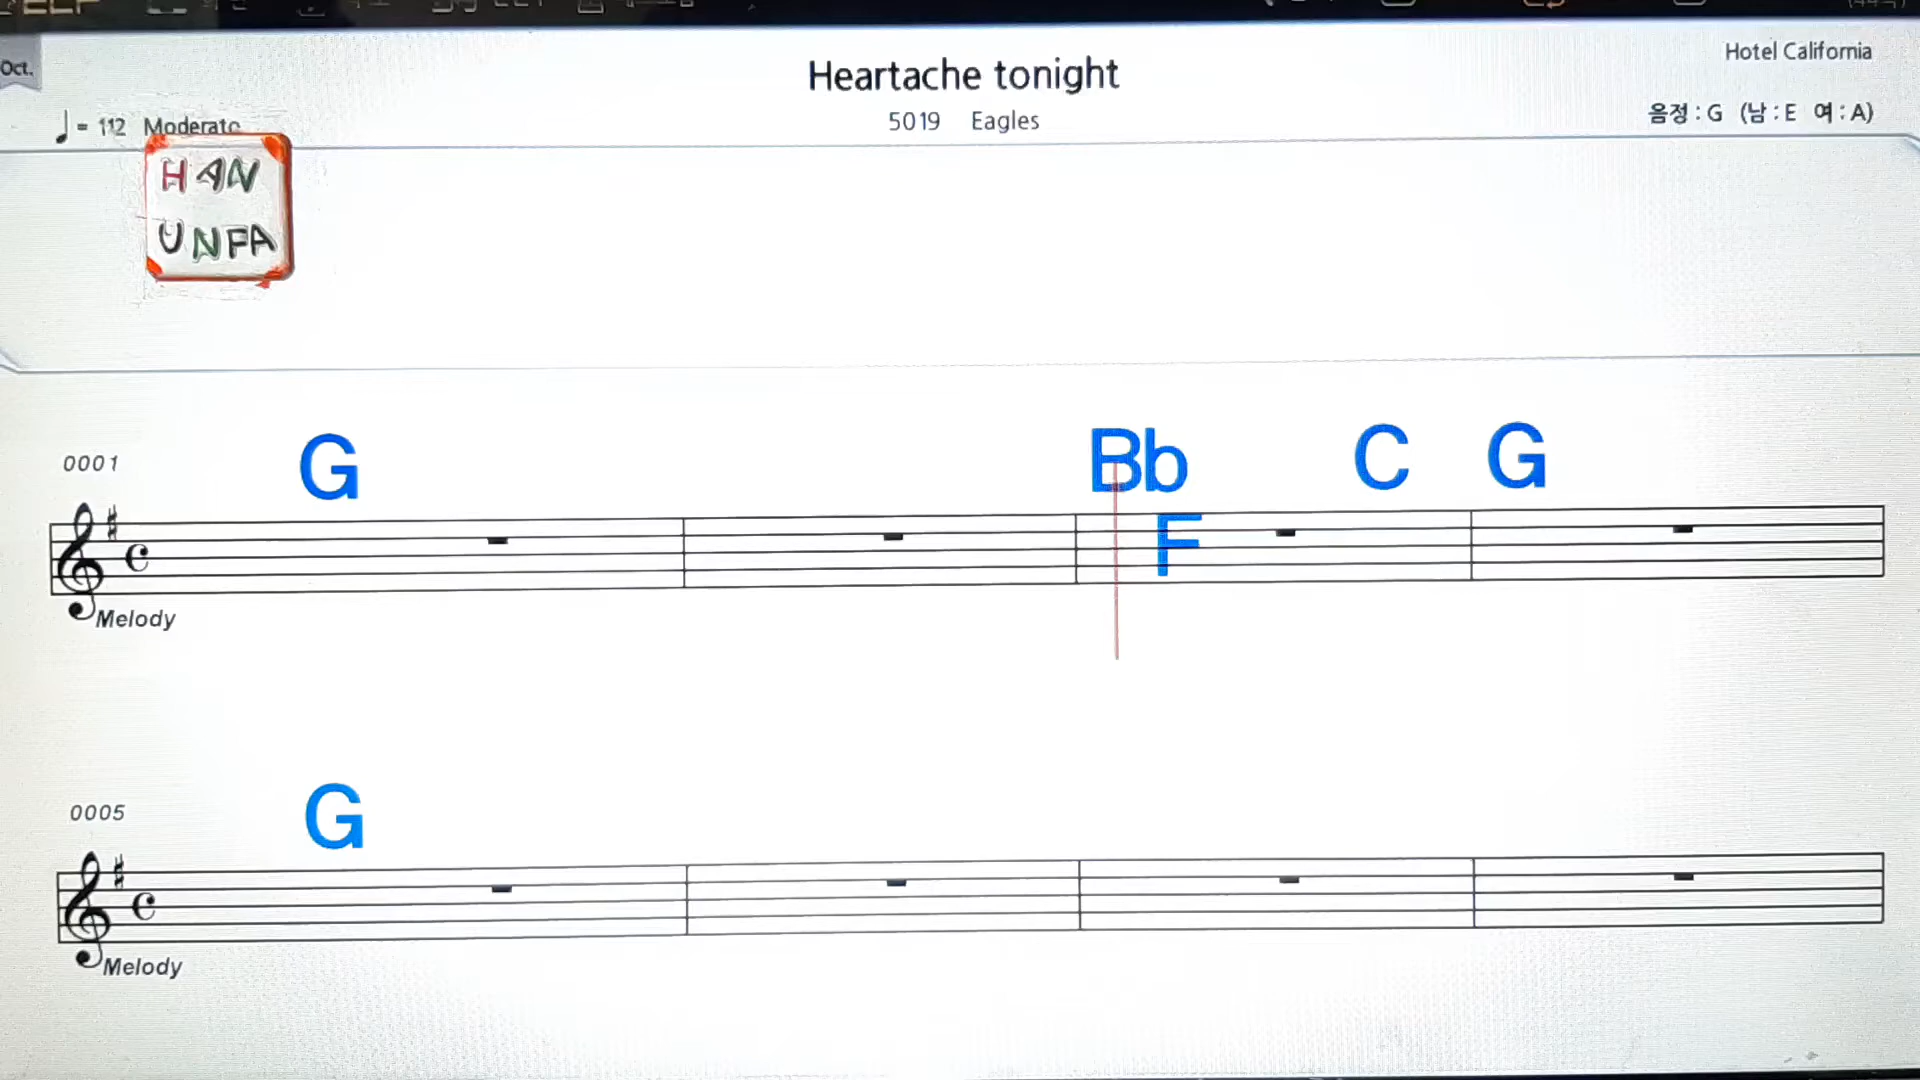 Oct.
Heartache tonight
Hotel California
5019 Eagles
음정 : G (남 : E 여 : A)
= 112 Moderato
HAN
UNFA
0001
G Bb C G
F
Melody
0005
G
Melody